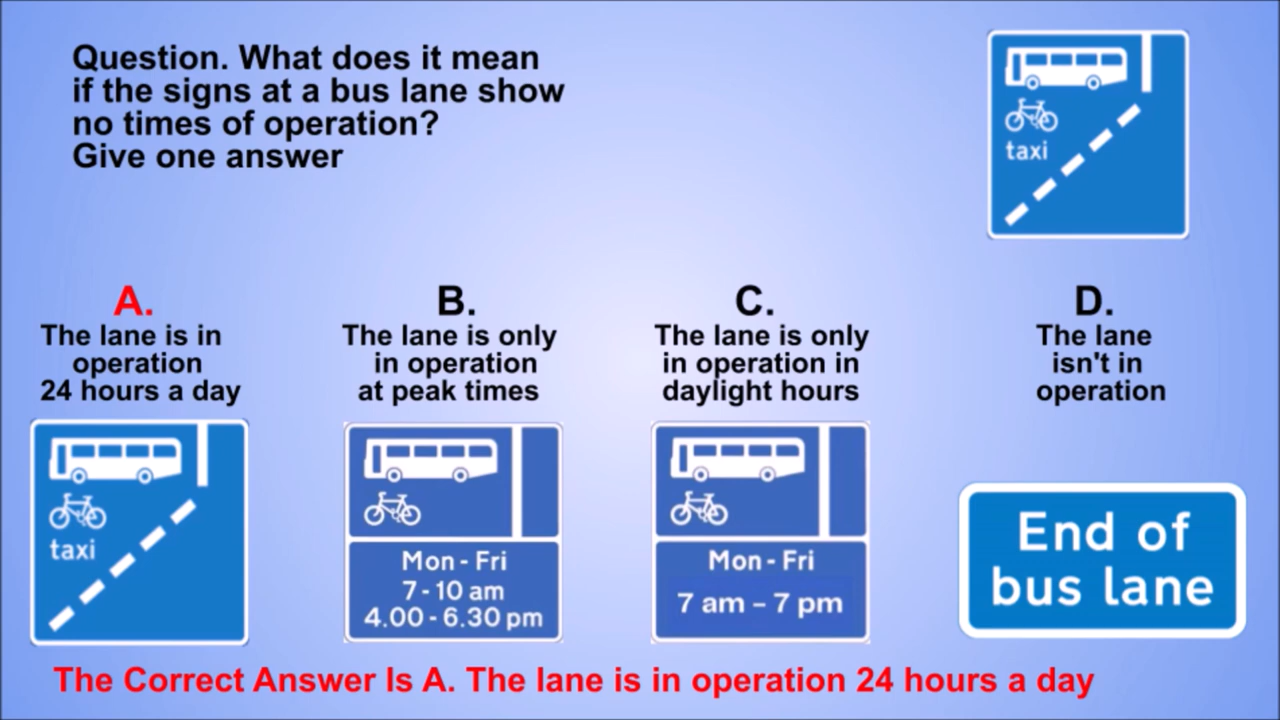 Question. What does it mean
if the signs at a bus lane show
no times of operation?
Give one answer
taxi
A.
The lane is in
operation
24 hours a day
taxi
B.
The lane is only
in operation
at peak times
Mon - Fri
7 - 10 am
4.00 - 6.30 pm
C.
The lane is only
in operation in
daylight hours
Mon - Fri
7 am – 7 pm
D.
The lane
isn't in
operation
End of
bus lane
The Correct Answer Is A. The lane is in operation 24 hours a day